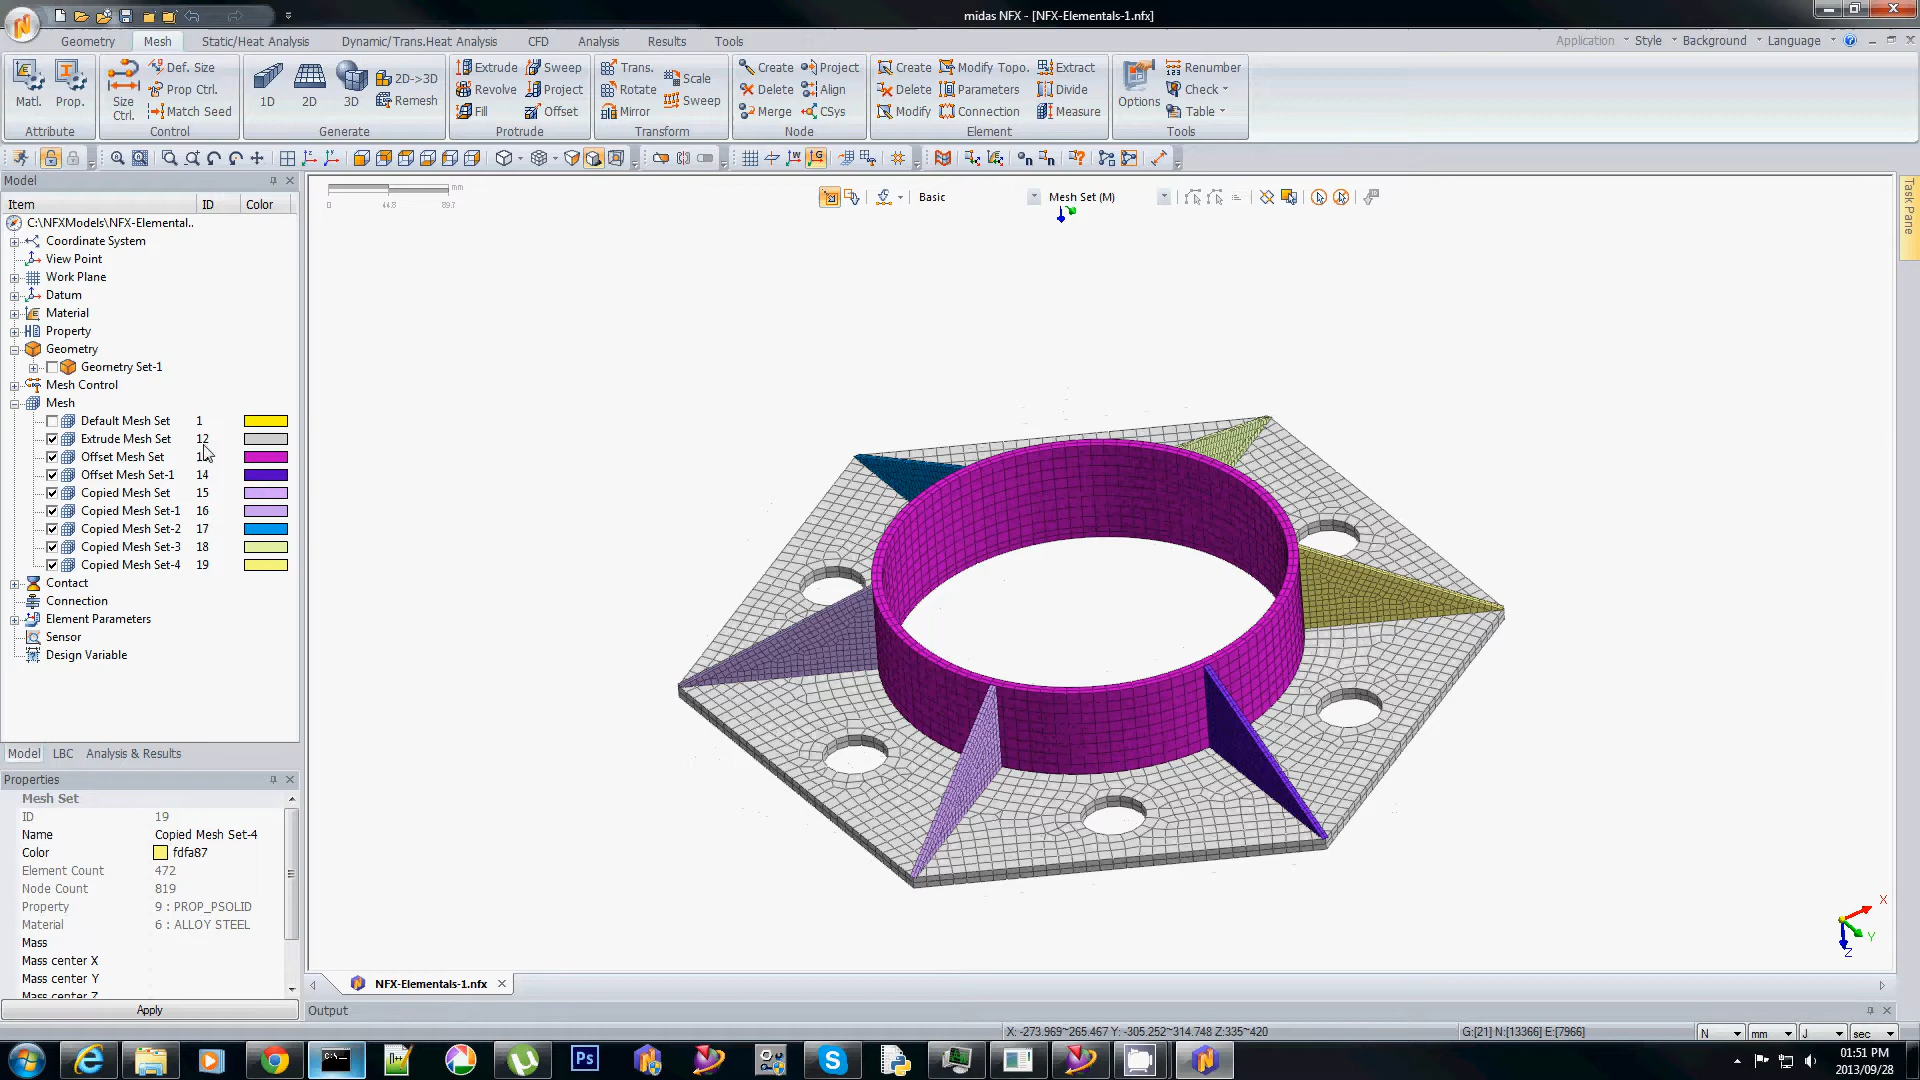 midas NFX - [NFX-Elementals-1.nfx]
Geometry Mesh Static/Heat Analysis Dynamic/Trans.Heat Analysis CFD Analysis Results Tools
Application Style Background Language
Matl. Prop.
Attribute
Size Ctrl. Def. Size Prop Ctrl. Match Seed
Control
1D 2D 3D 2D->3D Remesh
Generate
Extrude Sweep
Revolve Project
Fill Offset
Protrude
Trans. Scale
Rotate Sweep
Mirror
Transform
Create Project
Delete Align
Merge CSys
Node
Create Modify Topo. Extract
Delete Parameters Divide
Modify Connection Measure
Element
Options Renumber
Check
Table
Tools
Model
Item ID Color
C:\NFXModels\NFX-Elemental..
Coordinate System
View Point
Work Plane
Datum
Material
Property
Geometry
Geometry Set-1
Mesh Control
Mesh
Default Mesh Set 1
Extrude Mesh Set 12
Offset Mesh Set
Offset Mesh Set-1 14
Copied Mesh Set 15
Copied Mesh Set-1 16
Copied Mesh Set-2 17
Copied Mesh Set-3 18
Copied Mesh Set-4 19
Contact
Connection
Element Parameters
Sensor
Design Variable
Model LBC Analysis & Results
Properties
Mesh Set
ID 19
Name Copied Mesh Set-4
Color fdfa87
Element Count 472
Node Count 819
Property 9 : PROP_PSOLID
Material 6 : ALLOY STEEL
Mass
Mass center X
Mass center Y
Mass center Z
Apply
mm
0 44.8 89.7
Basic Mesh Set (M)
Task Pane
X
Y
Z
NFX-Elementals-1.nfx
Output
X: -273.969~265.467 Y: -305.252~314.748 Z:335~420
G:[21] N:[13366] E:[7966]
N mm J sec
01:51 PM
2013/09/28